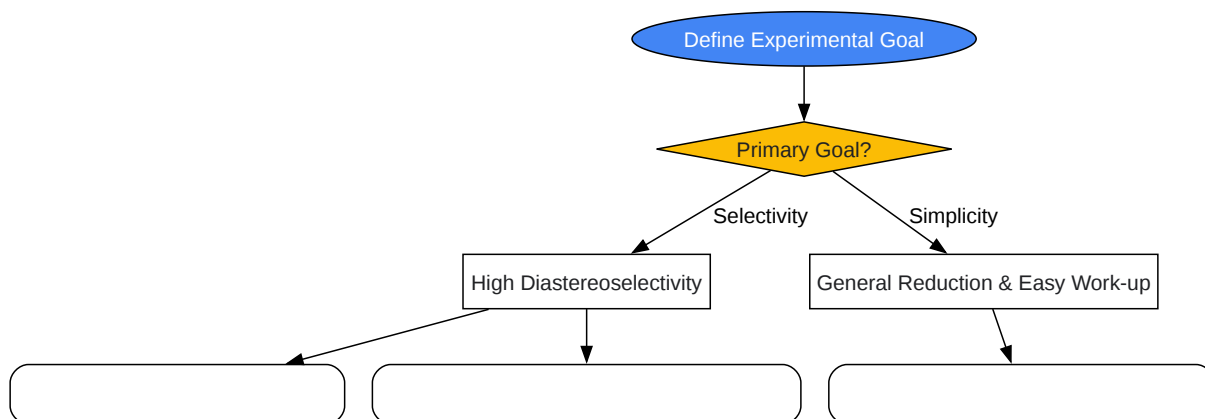 Define Experimental Goal
Primary Goal?
Selectivity
Simplicity
High Diastereoselectivity
General Reduction & Easy Work-up